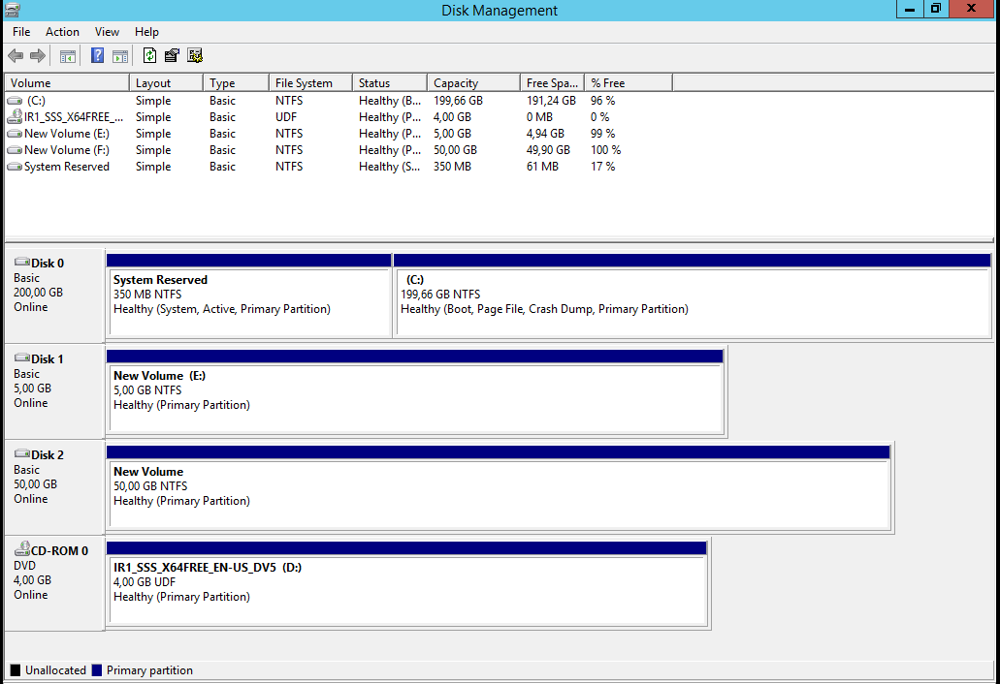 Disk Management
File Action View Help
Volume Layout Type File System Status Capacity Free Spa... % Free
(C:) Simple Basic NTFS Healthy (B... 199,66 GB 191,24 GB 96 %
IR1_SSS_X64FREE_... Simple Basic UDF Healthy (P... 4,00 GB 0 MB 0 %
New Volume (E:) Simple Basic NTFS Healthy (P... 5,00 GB 4,94 GB 99 %
New Volume (F:) Simple Basic NTFS Healthy (P... 50,00 GB 49,90 GB 100 %
System Reserved Simple Basic NTFS Healthy (S... 350 MB 61 MB 17 %
Disk 0
Basic
200,00 GB
Online
System Reserved
350 MB NTFS
Healthy (System, Active, Primary Partition)
(C:)
199,66 GB NTFS
Healthy (Boot, Page File, Crash Dump, Primary Partition)
Disk 1
Basic
5,00 GB
Online
New Volume (E:)
5,00 GB NTFS
Healthy (Primary Partition)
Disk 2
Basic
50,00 GB
Online
New Volume
50,00 GB NTFS
Healthy (Primary Partition)
CD-ROM 0
DVD
4,00 GB
Online
IR1_SSS_X64FREE_EN-US_DV5 (D:)
4,00 GB UDF
Healthy (Primary Partition)
Unallocated Primary partition